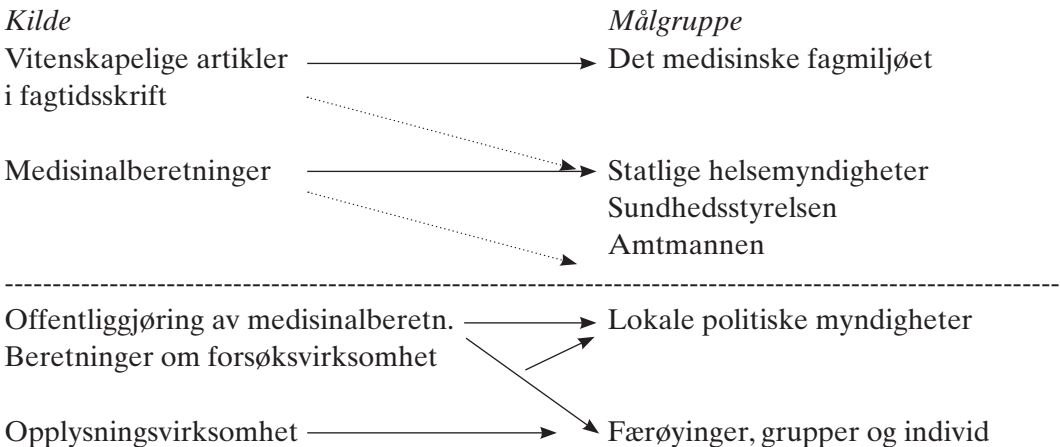 Kilde Målgruppe
Vitenskapelige artikler Det medisinske fagmiljøet
i fagtidsskrift
Medisinalberetninger Statlige helsemyndigheter
Sundhedsstyrelsen
Amtmannen
Offentliggjøring av medisinalberetn. Lokale politiske myndigheter
Beretninger om forsøksvirksomhet
Opplysningsvirksomhet Færøyinger, grupper og individ